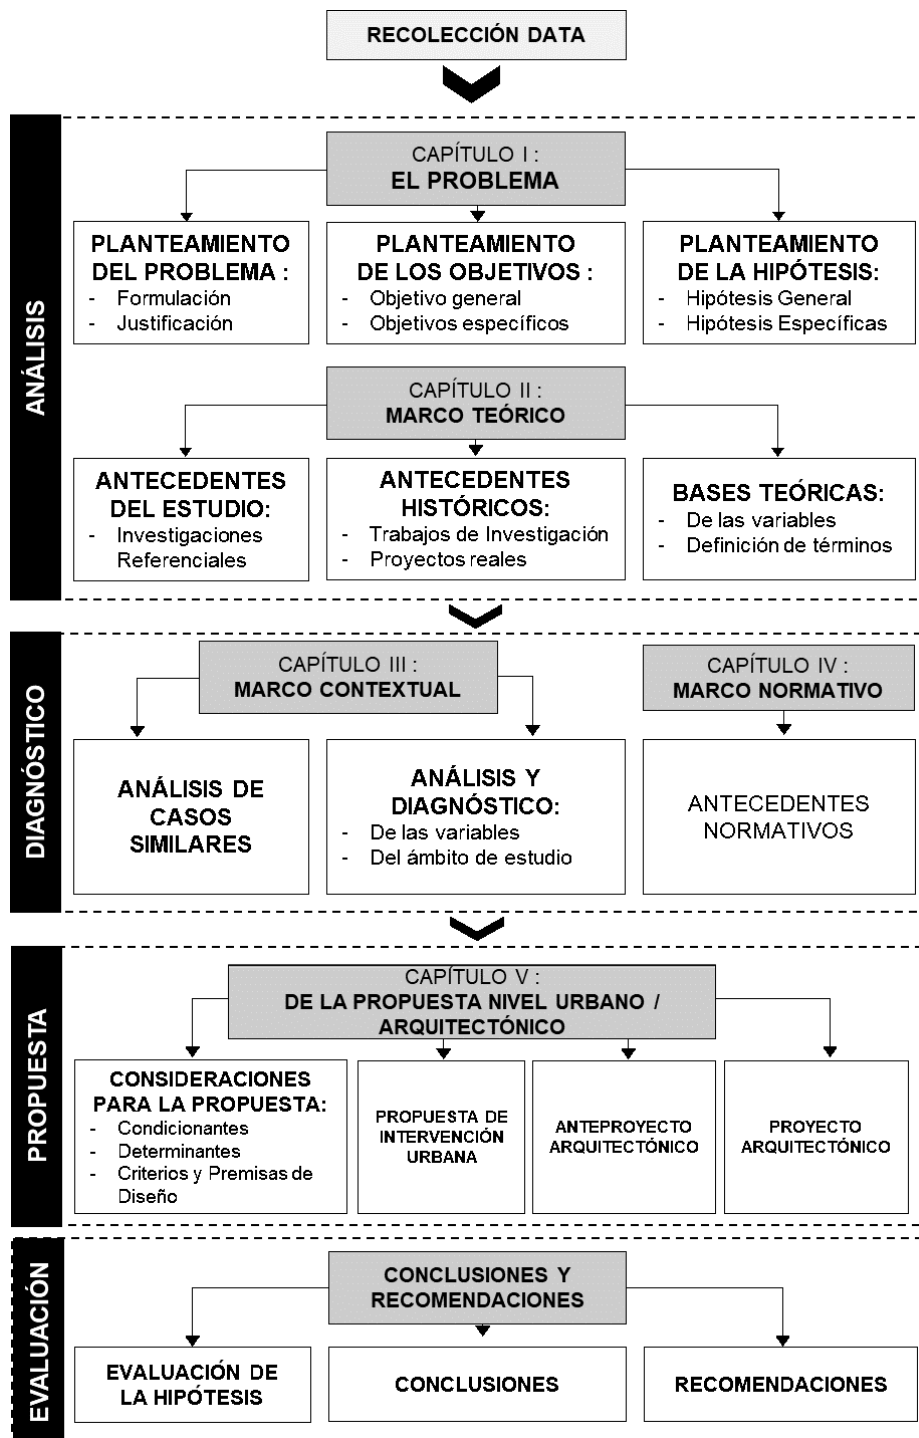 RECOLECCIÓN DATA
ANÁLISIS
CAPÍTULO I :
EL PROBLEMA
PLANTEAMIENTO
DEL PROBLEMA :
- Formulación
- Justificación
PLANTEAMIENTO
DE LOS OBJETIVOS :
- Objetivo general
- Objetivos específicos
PLANTEAMIENTO
DE LA HIPÓTESIS:
- Hipótesis General
- Hipótesis Específicas
CAPÍTULO II :
MARCO TEÓRICO
ANTECEDENTES
DEL ESTUDIO:
- Investigaciones
Referenciales
ANTECEDENTES
HISTÓRICOS:
- Trabajos de Investigación
- Proyectos reales
BASES TEÓRICAS:
- De las variables
- Definición de términos
DIAGNÓSTICO
CAPÍTULO III :
MARCO CONTEXTUAL
CAPÍTULO IV :
MARCO NORMATIVO
ANÁLISIS DE
CASOS
SIMILARES
ANÁLISIS Y
DIAGNÓSTICO:
- De las variables
- Del ámbito de estudio
ANTECEDENTES
NORMATIVOS
PROPUESTA
CAPÍTULO V :
DE LA PROPUESTA NIVEL URBANO /
ARQUITECTÓNICO
CONSIDERACIONES
PARA LA PROPUESTA:
- Condicionantes
- Determinantes
- Criterios y Premisas de
Diseño
PROPUESTA DE
INTERVENCIÓN
URBANA
ANTEPROYECTO
ARQUITECTÓNICO
PROYECTO
ARQUITECTÓNICO
EVALUACIÓN
CONCLUSIONES Y
RECOMENDACIONES
EVALUACIÓN DE
LA HIPÓTESIS
CONCLUSIONES
RECOMENDACIONES